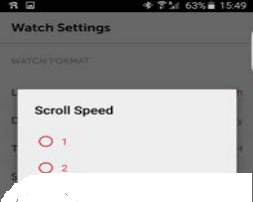 63% 15:49
Watch Settings
WATCH FORMAT
Scroll Speed
1
2